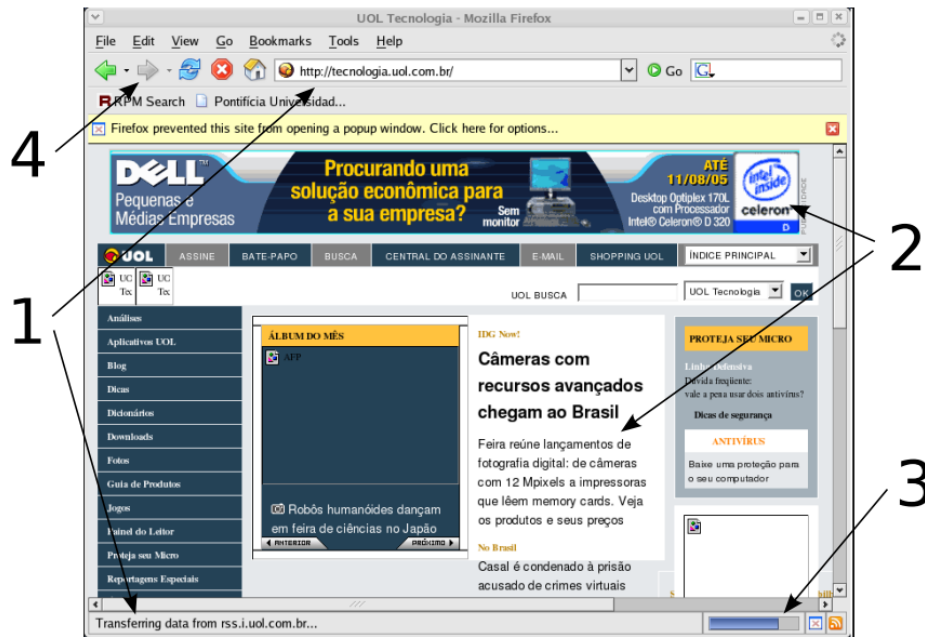 UOL Tecnologia - Mozilla Firefox
File Edit View Go Bookmarks Tools Help
http://tecnologia.uol.com.br/ Go G
RPM Search Pontifícia Universidad...
Firefox prevented this site from opening a popup window. Click here for options...
4
DELL™
Pequenas e
Médias Empresas
Procurando uma
solução econômica para
a sua empresa?
Sem
monitor
ATÉ
11/08/05
Desktop Optiplex 170L
com Processador
Intel® Celeron® D 320
intel
inside
celeron
D
1
2
UOL ASSINE BATE-PAPO BUSCA CENTRAL DO ASSINANTE E-MAIL SHOPPING UOL ÍNDICE PRINCIPAL
UC
Tec
UC
Tec
UOL BUSCA UOL Tecnologia OK
Análises
Aplicativos UOL
Blog
Dicas
Dicionários
Downloads
Fotos
Guia de Produtos
Jogos
Painel do Leitor
Proteja seu Micro
Reportagens Especiais
ÁLBUM DO MÊS
AFP
Robôs humanóides dançam
em feira de ciências no Japão
ANTERIOR PRÓXIMO
IDG Now!
Câmeras com
recursos avançados
chegam ao Brasil
Feira reúne lançamentos de
fotografia digital: de câmeras
com 12 Mpixels a impressoras
que lêem memory cards. Veja
os produtos e seus preços
No Brasil
Casal é condenado à prisão
acusado de crimes virtuais
PROTEJA SEU MICRO
Linha Defensiva
Dúvida freqüente:
vale a pena usar dois antivírus?
Dicas de segurança
ANTIVÍRUS
Baixe uma proteção para
o seu computador
3
Transferring data from rss.i.uol.com.br...